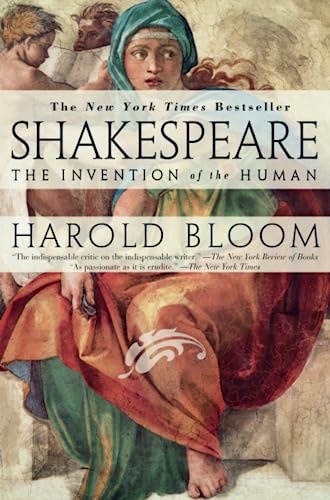 The New York Times Bestseller
SHAKESPEARE
THE INVENTION of the HUMAN
HAROLD BLOOM
"The indispensable critic on the indispensable writer." —The New York Review of Books
"As passionate as it is erudite." —The New York Times